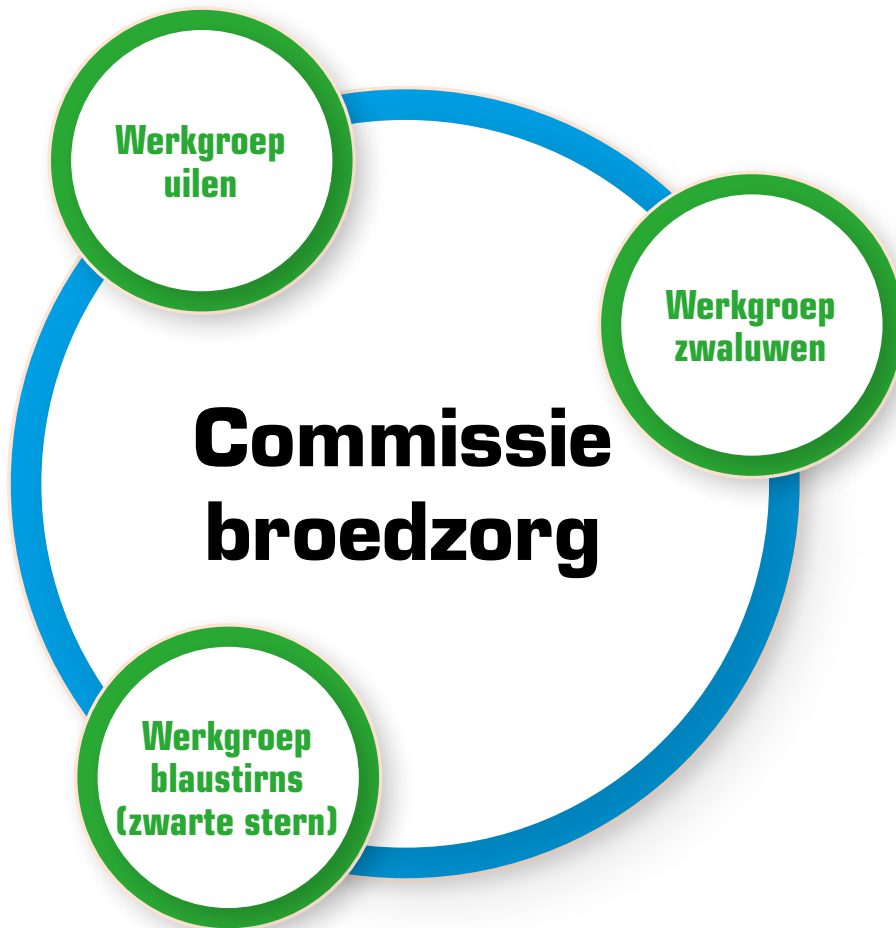 Werkgroep
uilen
Werkgroep
zwaluwen
Commissie
broedzorg
Werkgroep
blaustirns
(zwarte stern)